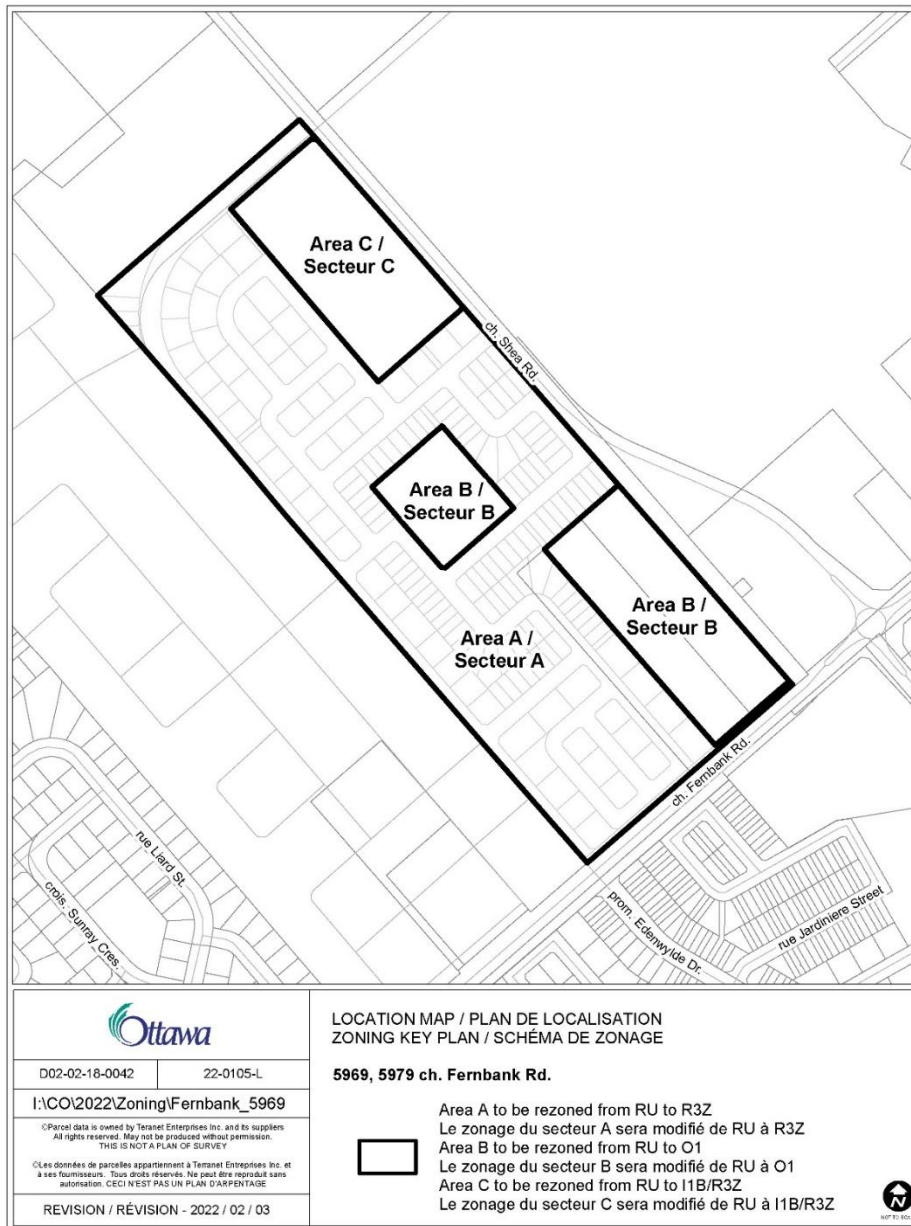 Area C /
Secteur C
ch. Shea Rd.
Area B /
Secteur B
Area B /
Secteur B
Area A /
Secteur A
ch. Fernbank Rd.
rue Liard St.
crois. Sunray Cres.
prom. Edenwylde Dr.
rue Jardiniere Street
Ottawa
D02-02-18-0042
22-0105-L
I:\CO\2022\Zoning\Fernbank_5969
©Parcel data is owned by Teranet Enterprises Inc. and its suppliers
All rights reserved. May not be produced without permission.
THIS IS NOT A PLAN OF SURVEY
©Les données de parcelles appartiennent à Terranet Entreprises Inc. et
à ses fournisseurs. Tous droits réservés. Ne peut être reproduit sans
autorisation. CECI N'EST PAS UN PLAN D'ARPENTAGE
REVISION / RÉVISION - 2022 / 02 / 03
LOCATION MAP / PLAN DE LOCALISATION
ZONING KEY PLAN / SCHÉMA DE ZONAGE
5969, 5979 ch. Fernbank Rd.
Area A to be rezoned from RU to R3Z
Le zonage du secteur A sera modifié de RU à R3Z
Area B to be rezoned from RU to O1
Le zonage du secteur B sera modifié de RU à O1
Area C to be rezoned from RU to I1B/R3Z
Le zonage du secteur C sera modifié de RU à I1B/R3Z
N
NOT TO SCALE